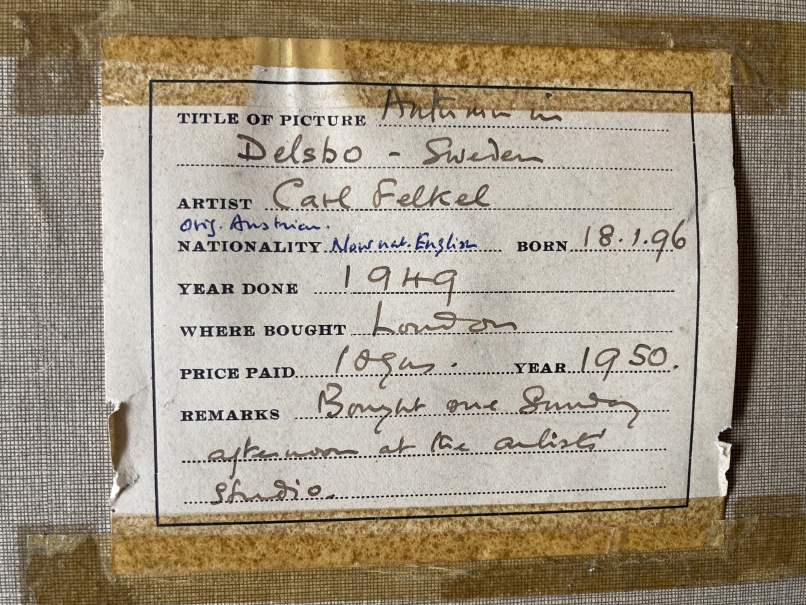 TITLE OF PICTURE Autumn in
Delsbo - Sweden
ARTIST Carl Felkel
Orig. Austrian.
NATIONALITY Now nat. English BORN 18.1.96
YEAR DONE 1949
WHERE BOUGHT London
PRICE PAID 10gns. YEAR 1950.
REMARKS Bought one Sunday
afternoon at the artists'
studio.